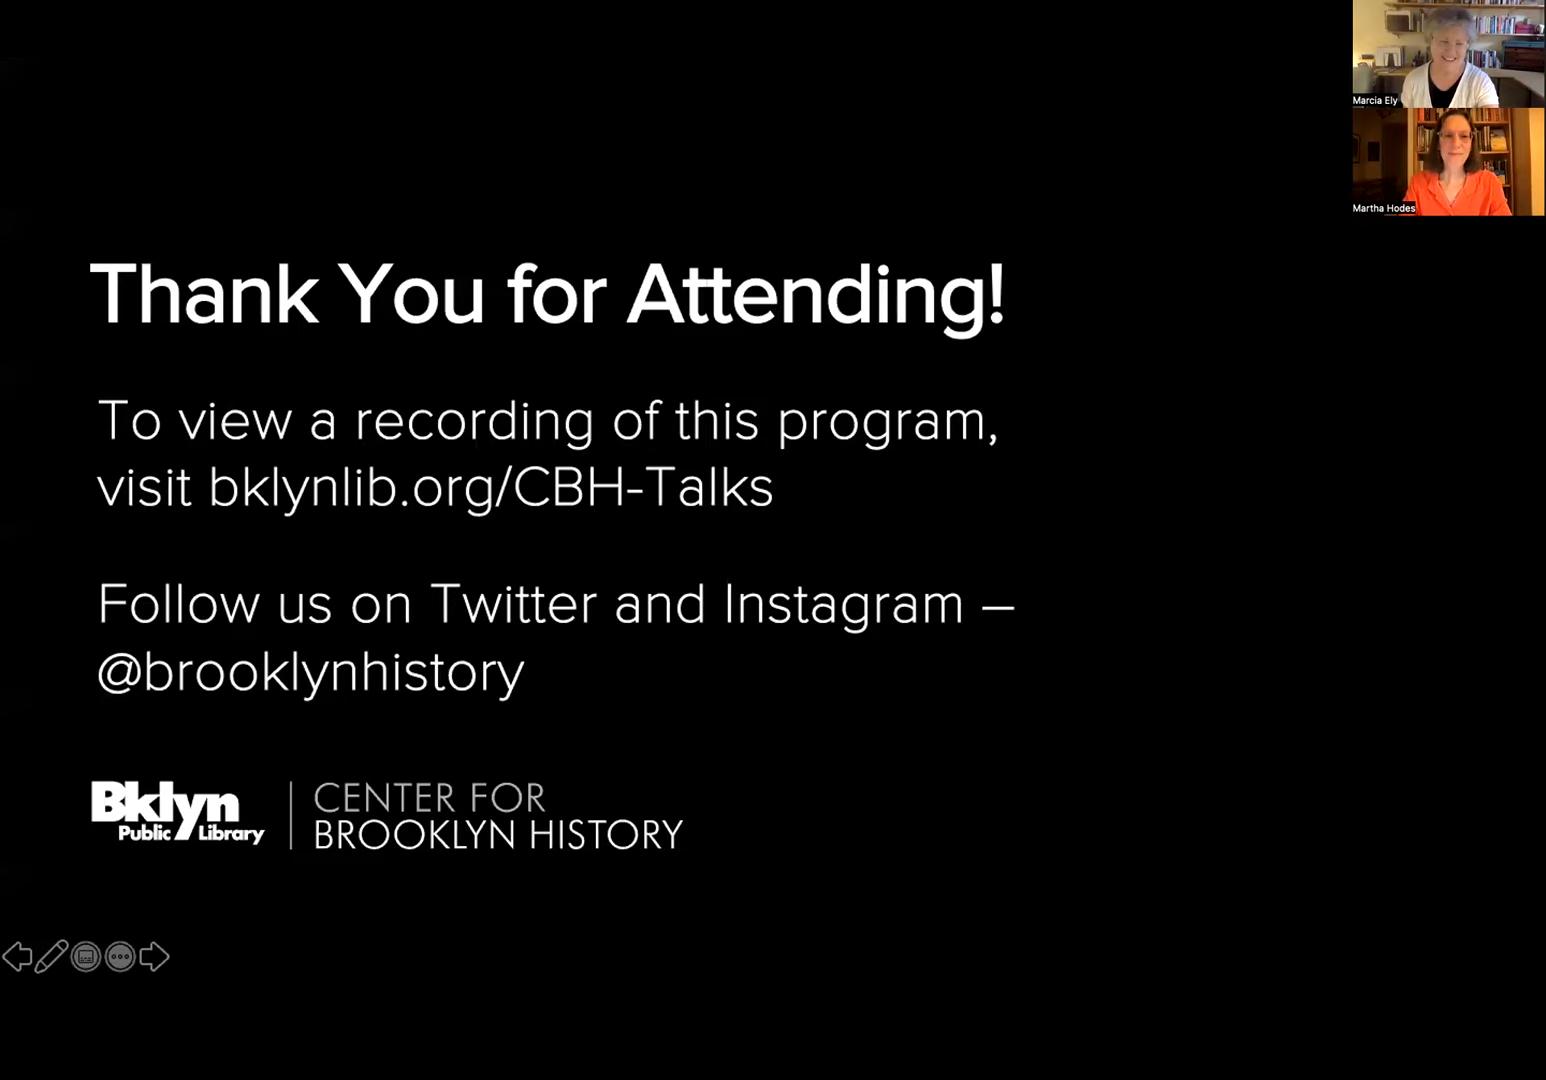 Marcia Ely
Martha Hodes
Thank You for Attending!
To view a recording of this program,
visit bklynlib.org/CBH-Talks
Follow us on Twitter and Instagram –
@brooklynhistory
Bklyn
Public Library
CENTER FOR
BROOKLYN HISTORY